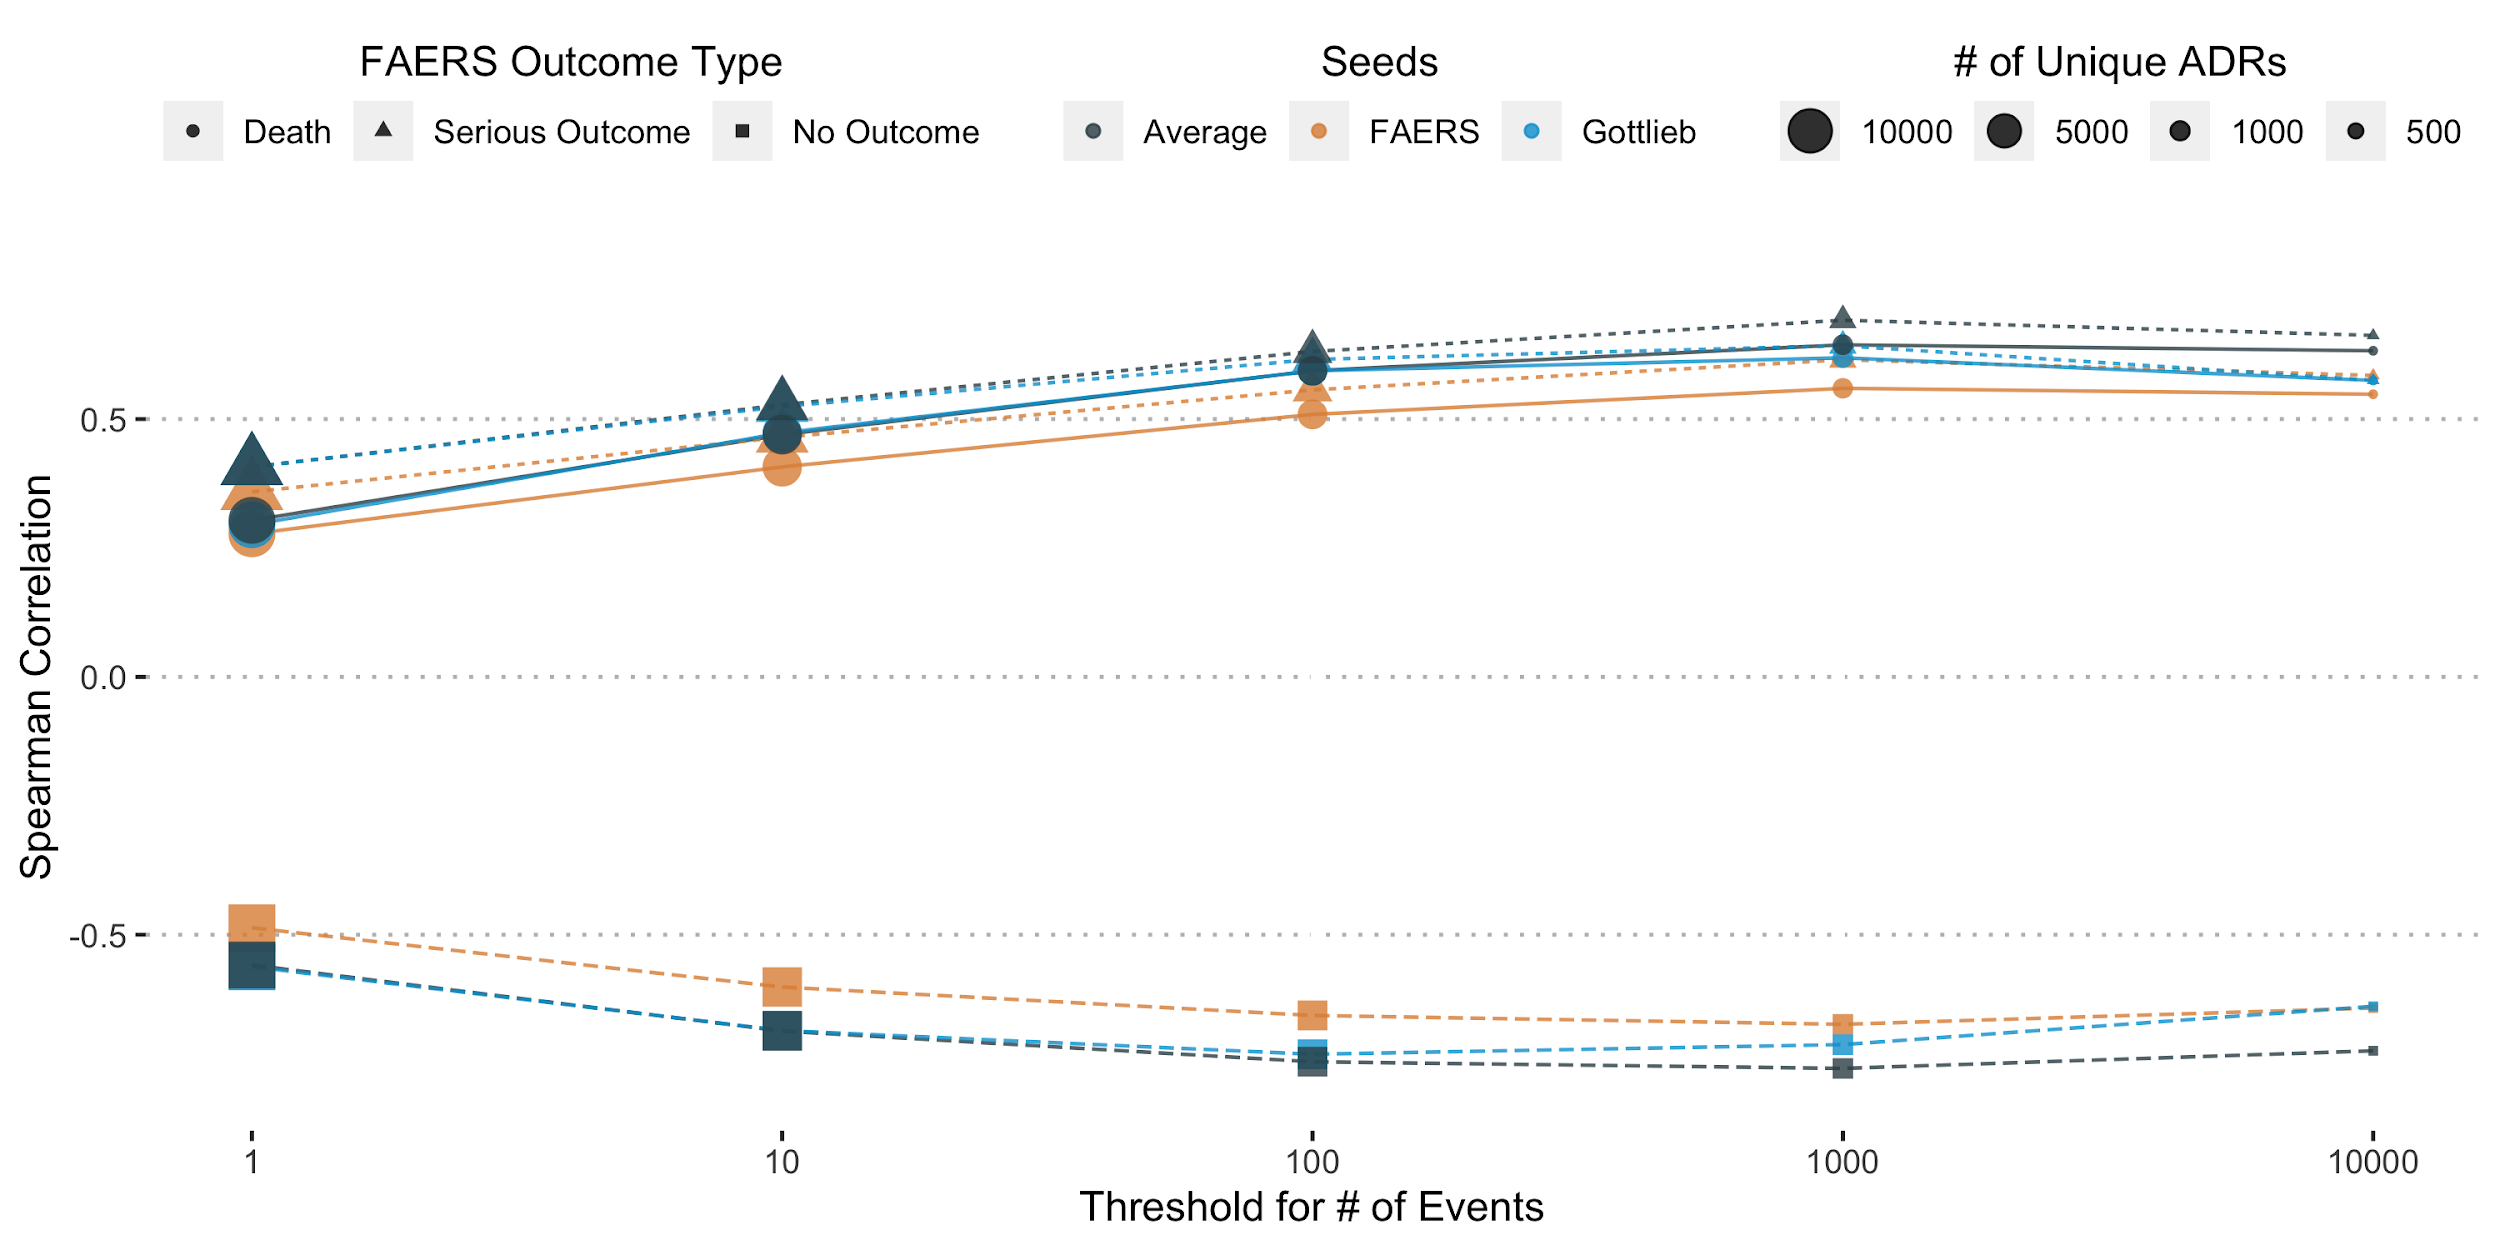 FAERS Outcome Type
Seeds
# of Unique ADRs
Death
Serious Outcome
No Outcome
Average
FAERS
Gottlieb
10000
5000
1000
500
Spearman Correlation
0.5
0.0
-0.5
1
10
100
1000
10000
Threshold for # of Events